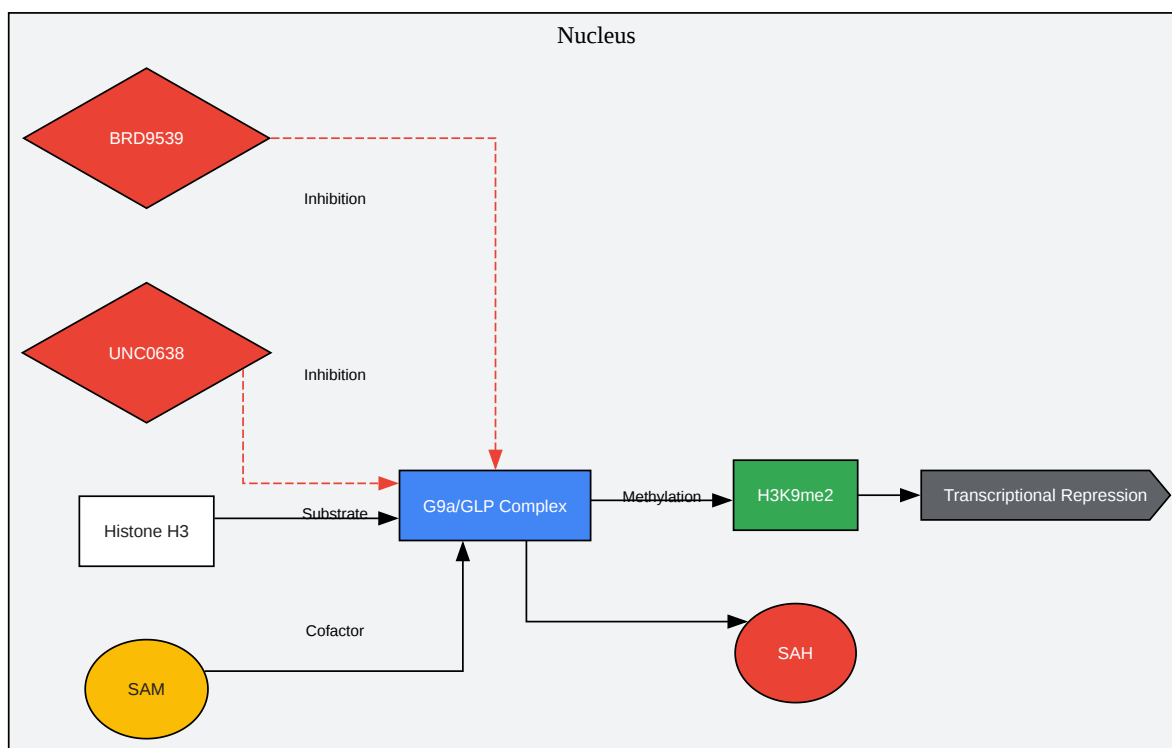 Nucleus
BRD9539
Inhibition
UNC0638
Inhibition
Histone H3
Substrate
G9a/GLP Complex
Methylation
H3K9me2
Transcriptional Repression
Cofactor
SAM
SAH